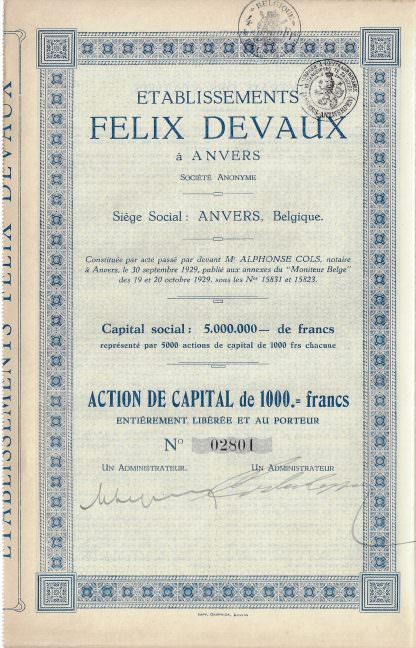 BELGIQUE
ETABLISSEMENTS
FELIX DEVAUX
à ANVERS
SOCIÉTÉ ANONYME
Siège Social: ANVERS, Belgique.
Constituée par acte passé par devant Mr ALPHONSE COLS, notaire
à Anvers, le 30 septembre 1929, publié aux annexes du "Moniteur Belge"
des 19 et 20 octobre 1929, sous les Nos 15831 et 15823.
Capital social: 5.000.000— de francs
représenté par 5000 actions de capital de 1000 frs chacune
ACTION DE CAPITAL de 1000.= francs
ENTIÈREMENT LIBÉRÉE ET AU PORTEUR
No 02801
UN ADMINISTRATEUR.
UN ADMINISTRATEUR
ETABLISSEMENTS FELIX DEVAUX